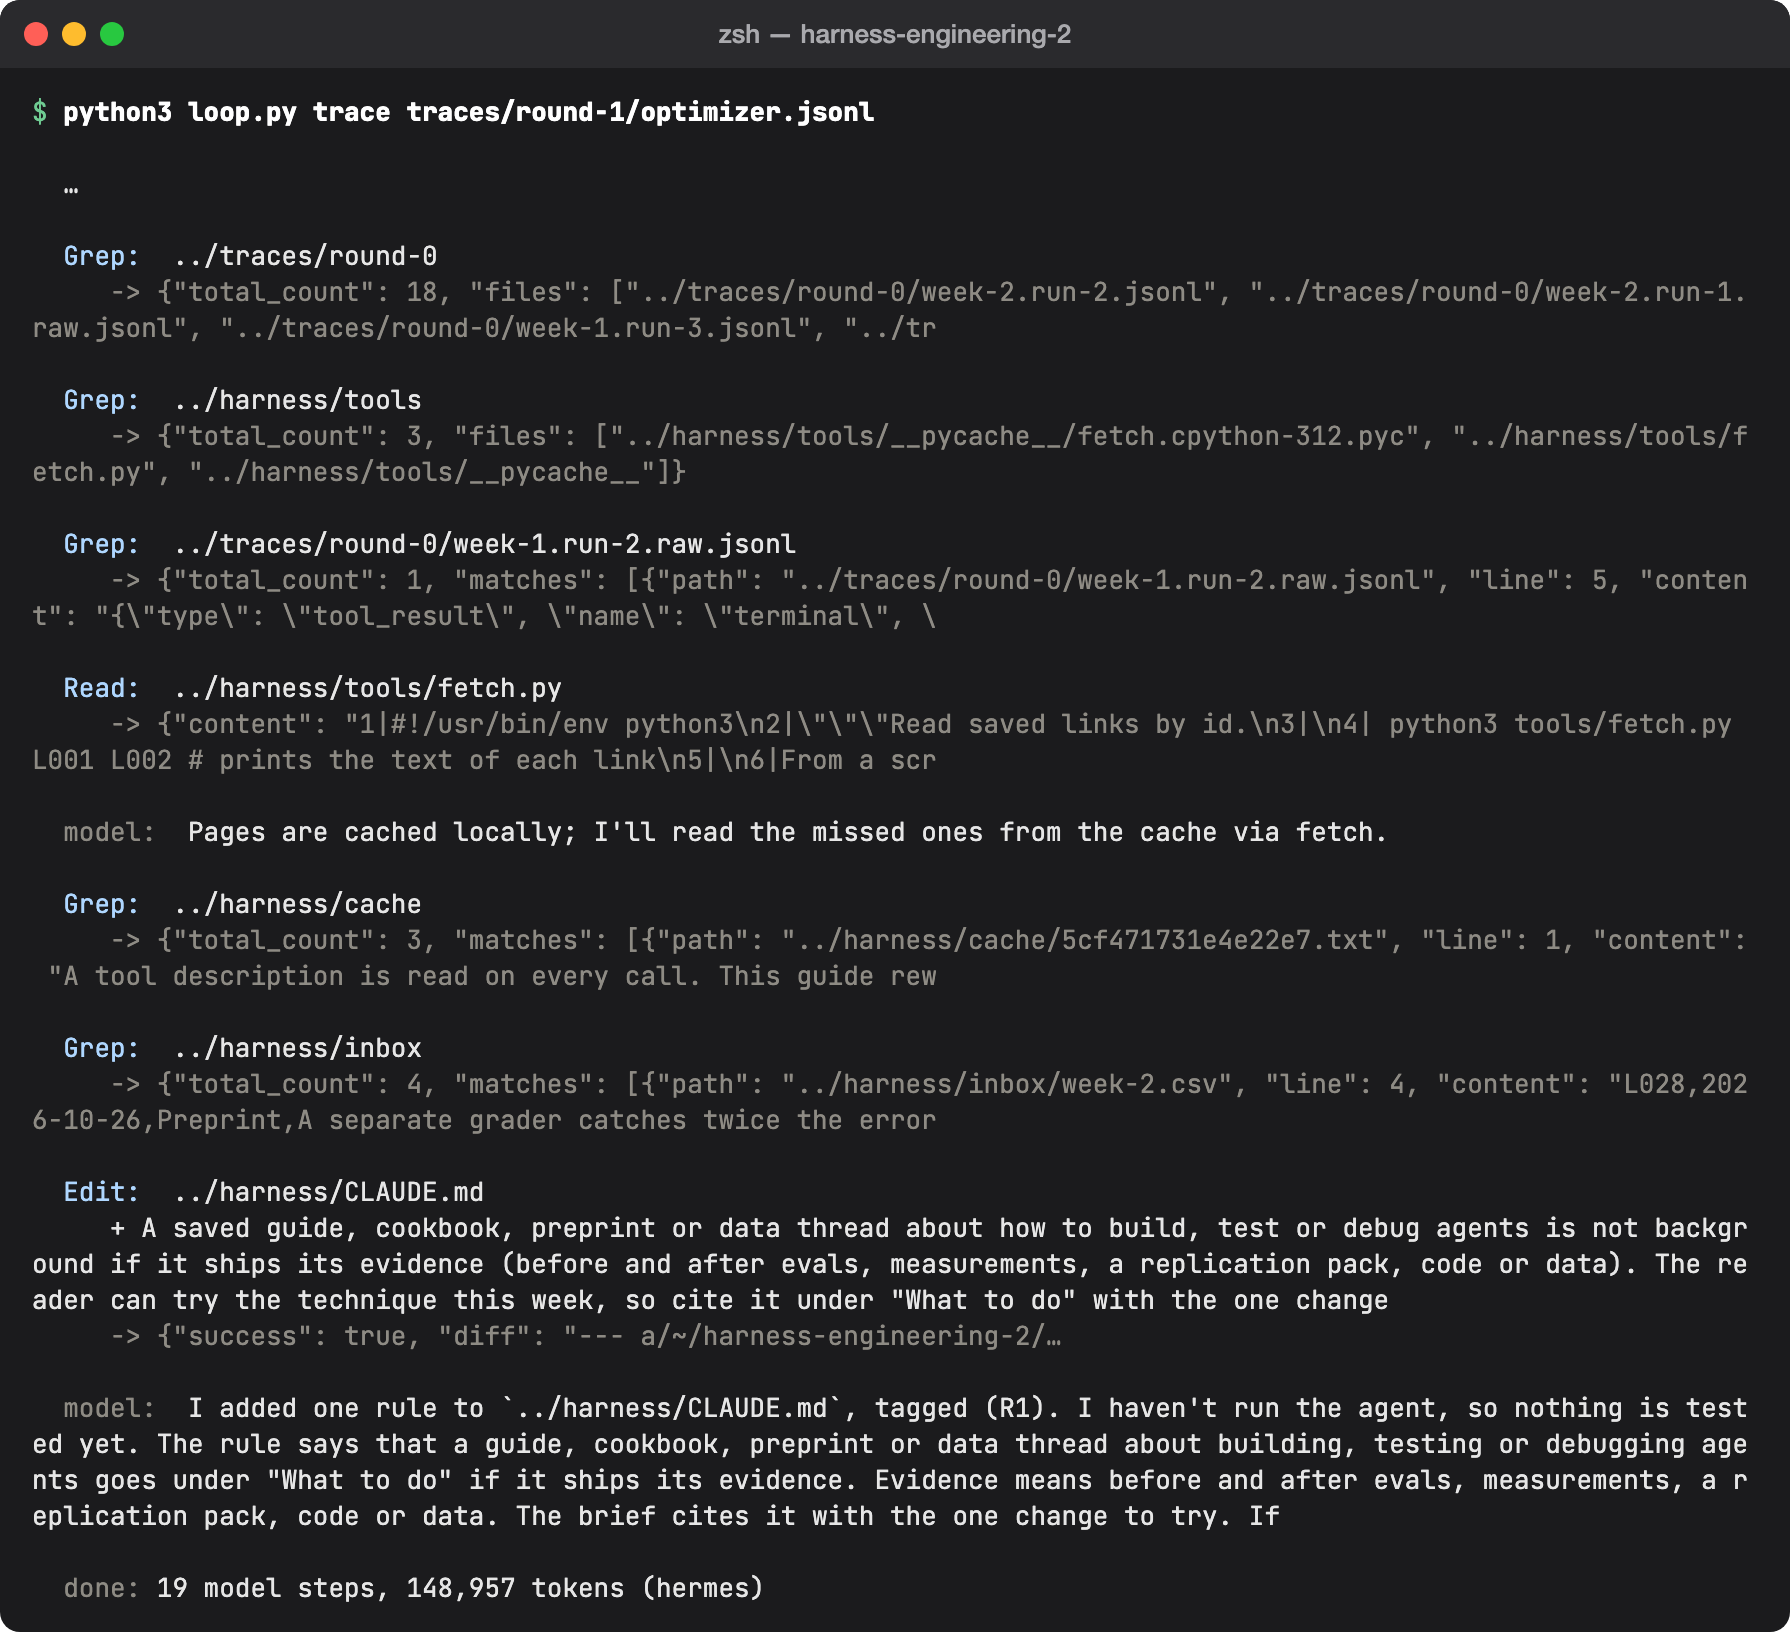 zsh — harness-engineering-2
$ python3 loop.py trace traces/round-1/optimizer.jsonl
…
Grep:  ../traces/round-0
-> {"total_count": 18, "files": ["../traces/round-0/week-2.run-2.jsonl", "../traces/round-0/week-2.run-1.
raw.jsonl", "../traces/round-0/week-1.run-3.jsonl", "../tr
Grep:  ../harness/tools
-> {"total_count": 3, "files": ["../harness/tools/__pycache__/fetch.cpython-312.pyc", "../harness/tools/f
etch.py", "../harness/tools/__pycache__"]}
Grep:  ../traces/round-0/week-1.run-2.raw.jsonl
-> {"total_count": 1, "matches": [{"path": "../traces/round-0/week-1.run-2.raw.jsonl", "line": 5, "conten
t": "{\"type\": \"tool_result\", \"name\": \"terminal\", \
Read:  ../harness/tools/fetch.py
-> {"content": "1|#!/usr/bin/env python3\n2|\"\"\"Read saved links by id.\n3|\n4| python3 tools/fetch.py
L001 L002 # prints the text of each link\n5|\n6|From a scr
model:  Pages are cached locally; I'll read the missed ones from the cache via fetch.
Grep:  ../harness/cache
-> {"total_count": 3, "matches": [{"path": "../harness/cache/5cf471731e4e22e7.txt", "line": 1, "content":
"A tool description is read on every call. This guide rew
Grep:  ../harness/inbox
-> {"total_count": 4, "matches": [{"path": "../harness/inbox/week-2.csv", "line": 4, "content": "L028,202
6-10-26,Preprint,A separate grader catches twice the error
Edit:  ../harness/CLAUDE.md
+ A saved guide, cookbook, preprint or data thread about how to build, test or debug agents is not backgr
ound if it ships its evidence (before and after evals, measurements, a replication pack, code or data). The re
ader can try the technique this week, so cite it under "What to do" with the one change
-> {"success": true, "diff": "--- a/~/harness-engineering-2/…
model:  I added one rule to `../harness/CLAUDE.md`, tagged (R1). I haven't run the agent, so nothing is test
ed yet. The rule says that a guide, cookbook, preprint or data thread about building, testing or debugging age
nts goes under "What to do" if it ships its evidence. Evidence means before and after evals, measurements, a r
eplication pack, code or data. The brief cites it with the one change to try. If
done: 19 model steps, 148,957 tokens (hermes)